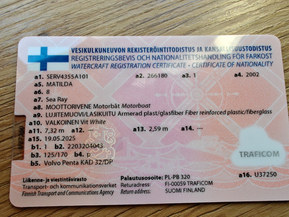 VESIKULKUNEUVON REKISTERÖINTITODISTUS JA KANSALLISUUSTODISTUS
REGISTRERINGSBEVIS OCH NATIONALITETSHANDLING FÖR FARKOST
WATERCRAFT REGISTRATION CERTIFICATE - CERTIFICATE OF NATIONALITY
a1. SERV4355A101 a2. 266180 a3. 1 a4. 2002
a5. MATILDA
a6. 8
a7. Sea Ray
a8. MOOTTORIVENE Motorbåt Motorboat
a9. LUJITEMUOVI/LASIKUITU Armerad plast/glasfiber Fiber reinforced plastic/fiberglass
a10. VALKOINEN Vit White
a11. 7,32 m a13. 2,59 m a14. ---
a15. 19.05.2025
b1. 1 b2. 2203204043
b3. 125/170 b4. D
b5. Volvo Penta KAD 32/DP
TRAFICOM
Liikenne- ja viestintävirasto
Transport- och kommunikationsverket
Finnish Transport and Communications Agency
Palautusosoite: PL-PB 320
Returadress: FI-00059 TRAFICOM
Return address: SUOMI FINLAND
a16. U37250